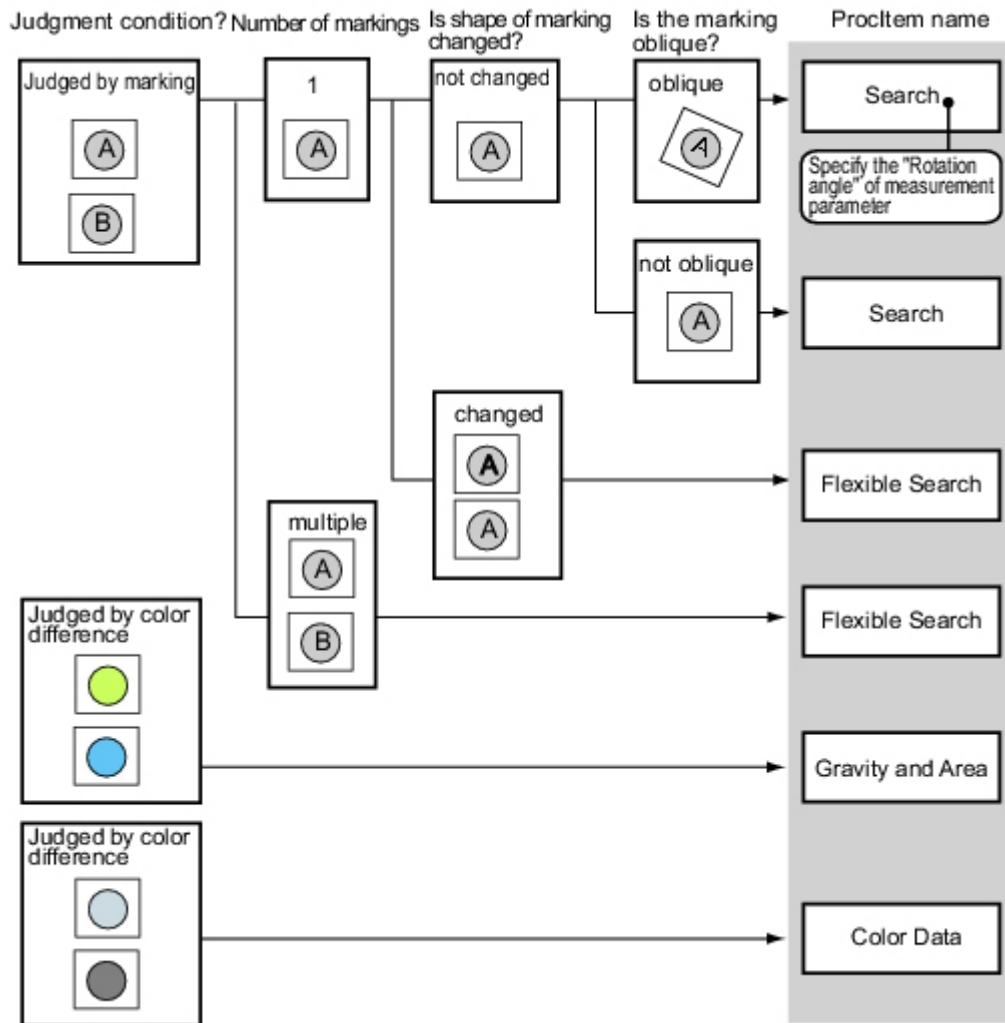 Judgment condition?
Number of markings
Is shape of marking
changed?
Is the marking
oblique?
ProcItem name
Judged by marking
A
B
1
A
not changed
A
oblique
A
Search
Specify the "Rotation
angle" of measurement
parameter
not oblique
A
Search
changed
A
A
Flexible Search
multiple
A
B
Flexible Search
Judged by color
difference
Gravity and Area
Judged by color
difference
Color Data